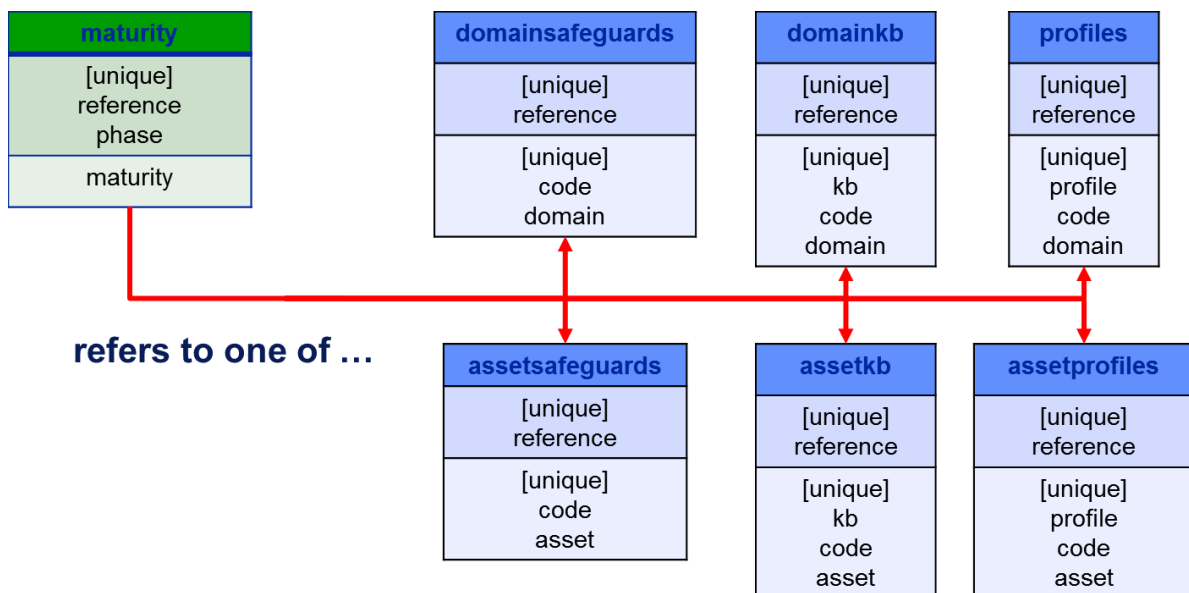 maturity
[unique]
reference
phase
maturity
domainsafeguards
[unique]
reference
[unique]
code
domain
domainkb
[unique]
reference
[unique]
kb
code
domain
profiles
[unique]
reference
[unique]
profile
code
domain
refers to one of …
assetsafeguards
[unique]
reference
[unique]
code
asset
assetkb
[unique]
reference
[unique]
kb
code
asset
assetprofiles
[unique]
reference
[unique]
profile
code
asset